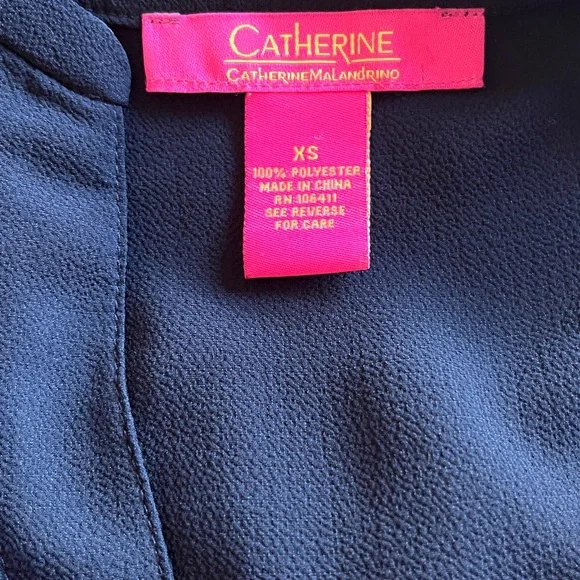 CATHERINE
CATHERINEMALANDRINO
XS
100% POLYESTER
MADE IN CHINA
RN 106411
SEE REVERSE
FOR CARE